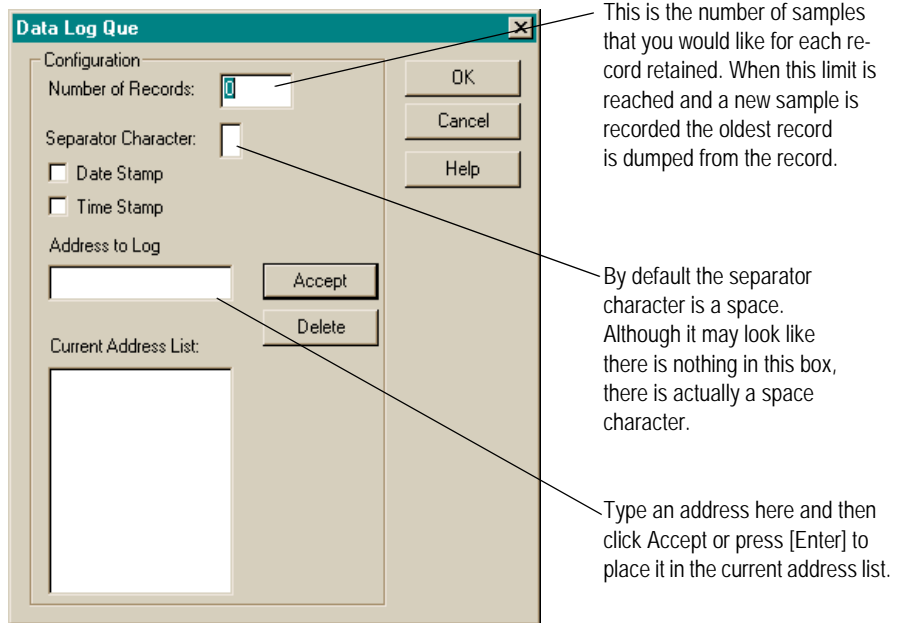 Data Log Que
Configuration
Number of Records: 0
Separator Character:
Date Stamp
Time Stamp
Address to Log
Accept
Delete
Current Address List:
OK
Cancel
Help
This is the number of samples
that you would like for each re-
cord retained. When this limit is
reached and a new sample is
recorded the oldest record
is dumped from the record.
By default the separator
character is a space.
Although it may look like
there is nothing in this box,
there is actually a space
character.
Type an address here and then
click Accept or press [Enter] to
place it in the current address list.